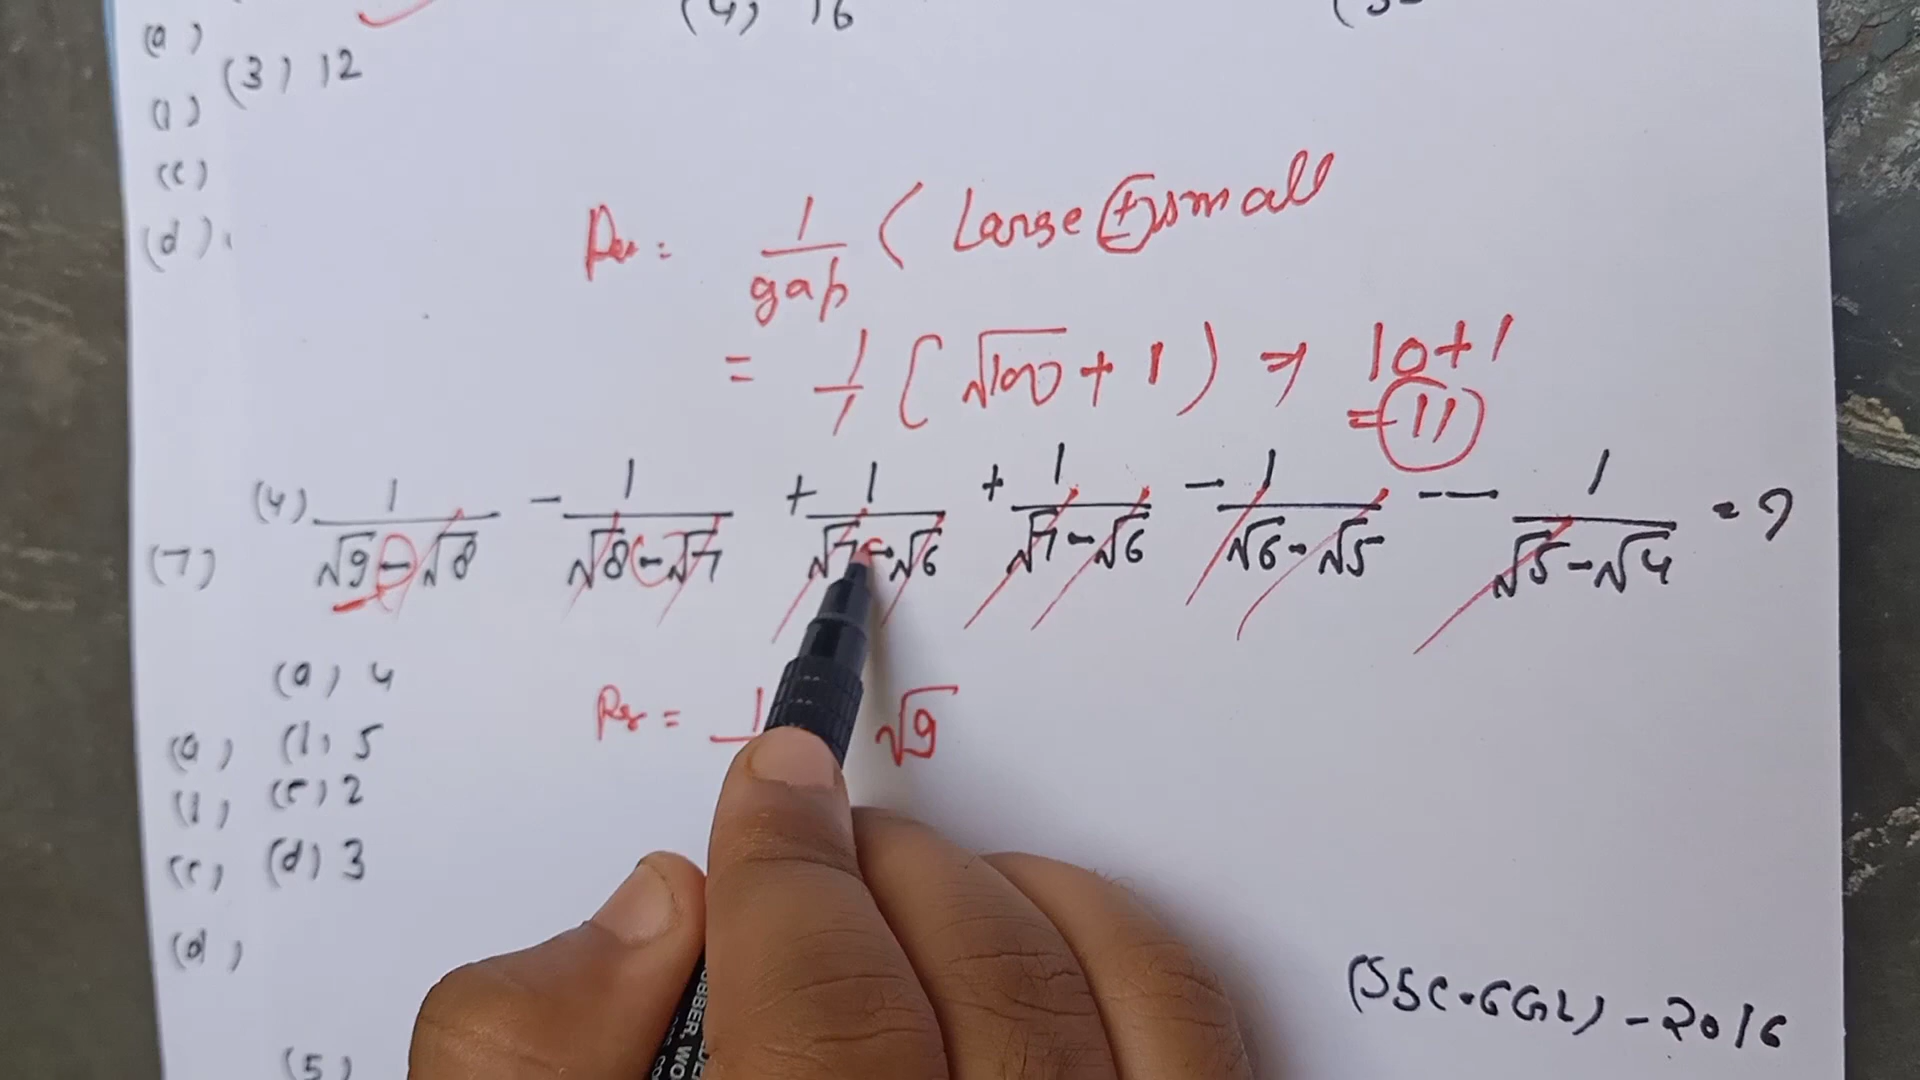 (4) 16
(a)
(3) 12
(l)
(c)
(d)
= 1/gap ( Large ± small
= 1/1 ( √100 + 1 ) ⇒ 10+1
= 11
(4) 1/(√9-√8) - 1/(√8-√7) + 1/(√7-√6) + 1/(√7-√6) - 1/(√6-√5) -- 1/(√5-√4) = ?
(7)
(a) 4
= 1 √9
(a) (l) 5
(l) (c) 2
(c) (d) 3
(d)
(SSC-CGL) - 2016
(5)